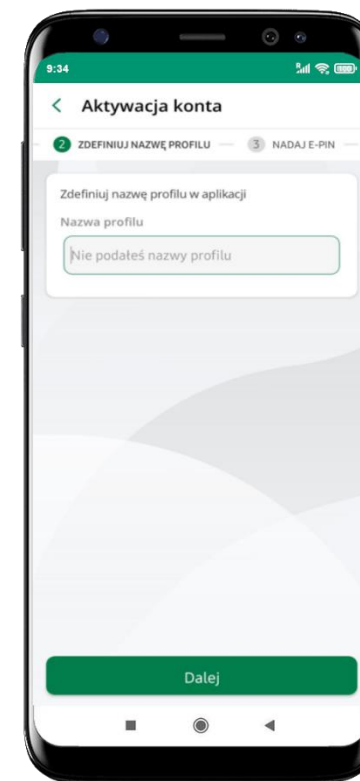 9:34
Aktywacja konta
2 ZDEFINIUJ NAZWĘ PROFILU 3 NADAJ E-PIN
Zdefiniuj nazwę profilu w aplikacji
Nazwa profilu
Nie podałeś nazwy profilu
Dalej